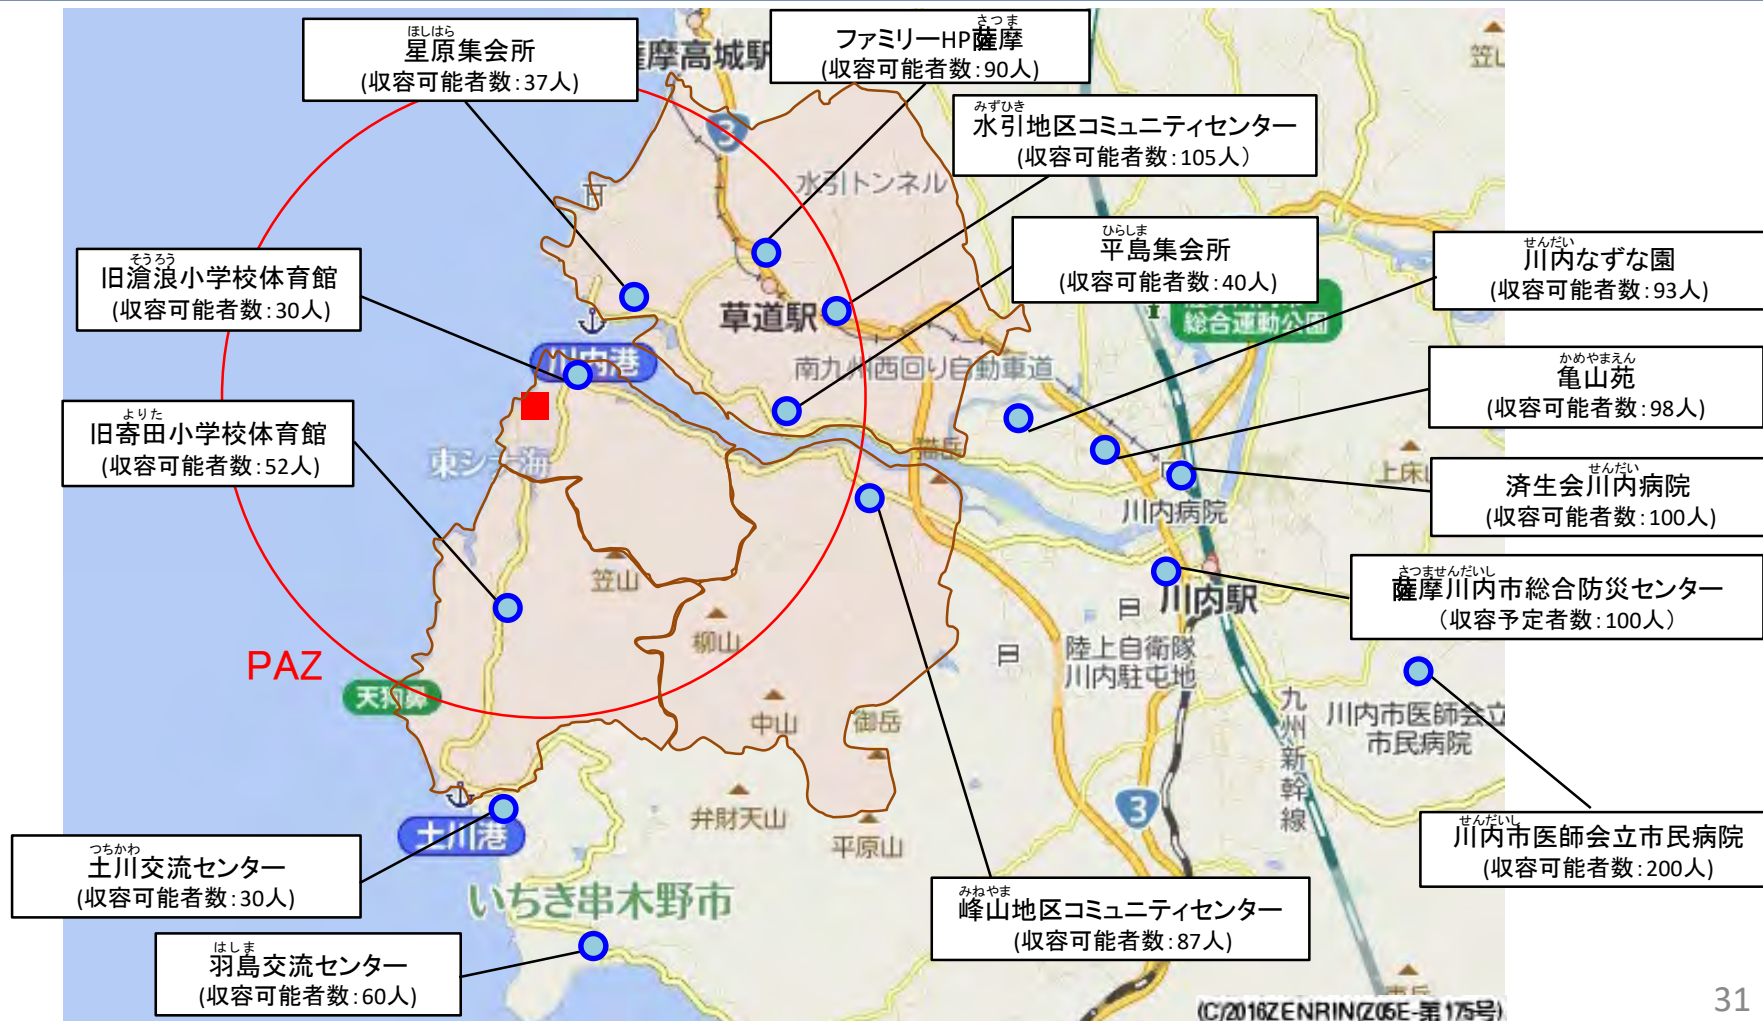 ほしはら
星原集会所
(収容可能者数:37人)
さつま
ファミリーHP薩摩
(収容可能者数:90人)
みずひき
水引地区コミュニティセンター
(収容可能者数:105人)
ひらしま
平島集会所
(収容可能者数:40人)
せんだい
川内なずな園
(収容可能者数:93人)
かめやまえん
亀山苑
(収容可能者数:98人)
せんだい
済生会川内病院
(収容可能者数:100人)
さつませんだいし
薩摩川内市総合防災センター
(収容予定者数:100人)
せんだいし
川内市医師会立市民病院
(収容可能者数:200人)
みねやま
峰山地区コミュニティセンター
(収容可能者数:87人)
そうろう
旧滄浪小学校体育館
(収容可能者数:30人)
よりた
旧寄田小学校体育館
(収容可能者数:52人)
つちかわ
土川交流センター
(収容可能者数:30人)
はしま
羽島交流センター
(収容可能者数:60人)
PAZ
摩高城駅
3
水引トンネル
草道駅
南九州西回り自動車道
総合運動公園
川内港
東シナ海
猫岳
上床
川内病院
笠山
川内駅
柳山
陸上自衛隊
川内駐屯地
天狗鼻
中山
御岳
九州新幹線
川内市医師会立
市民病院
弁財天山
平原山
3
土川港
いちき串木野市
(C)2016ZENRIN(Z05E-第175号)
31